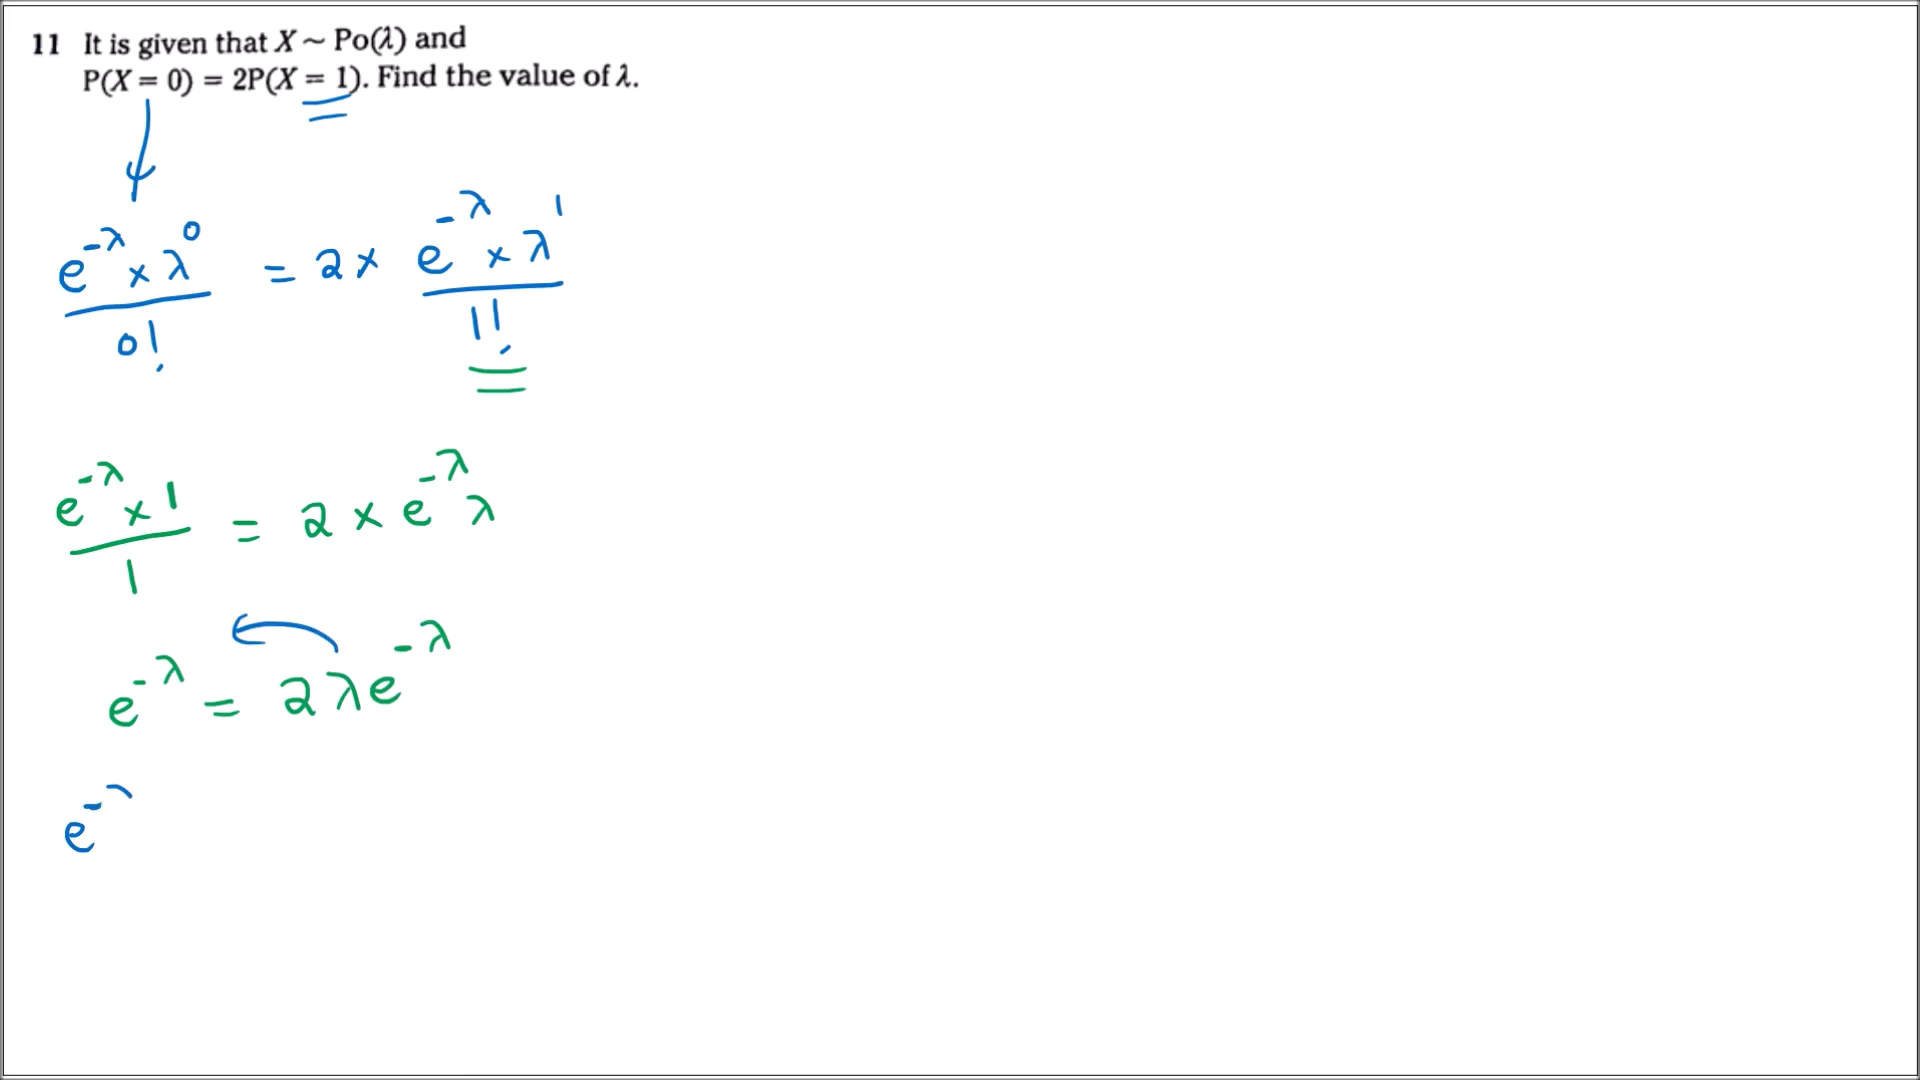 11 It is given that X ~ Po(λ) and
P(X = 0) = 2P(X = 1). Find the value of λ.
e^-λ × λ^0 / 0! = 2 × e^-λ × λ^1 / 1!
e^-λ × 1 / 1 = 2 × e^-λ λ
e^-λ = 2λe^-λ
e^-